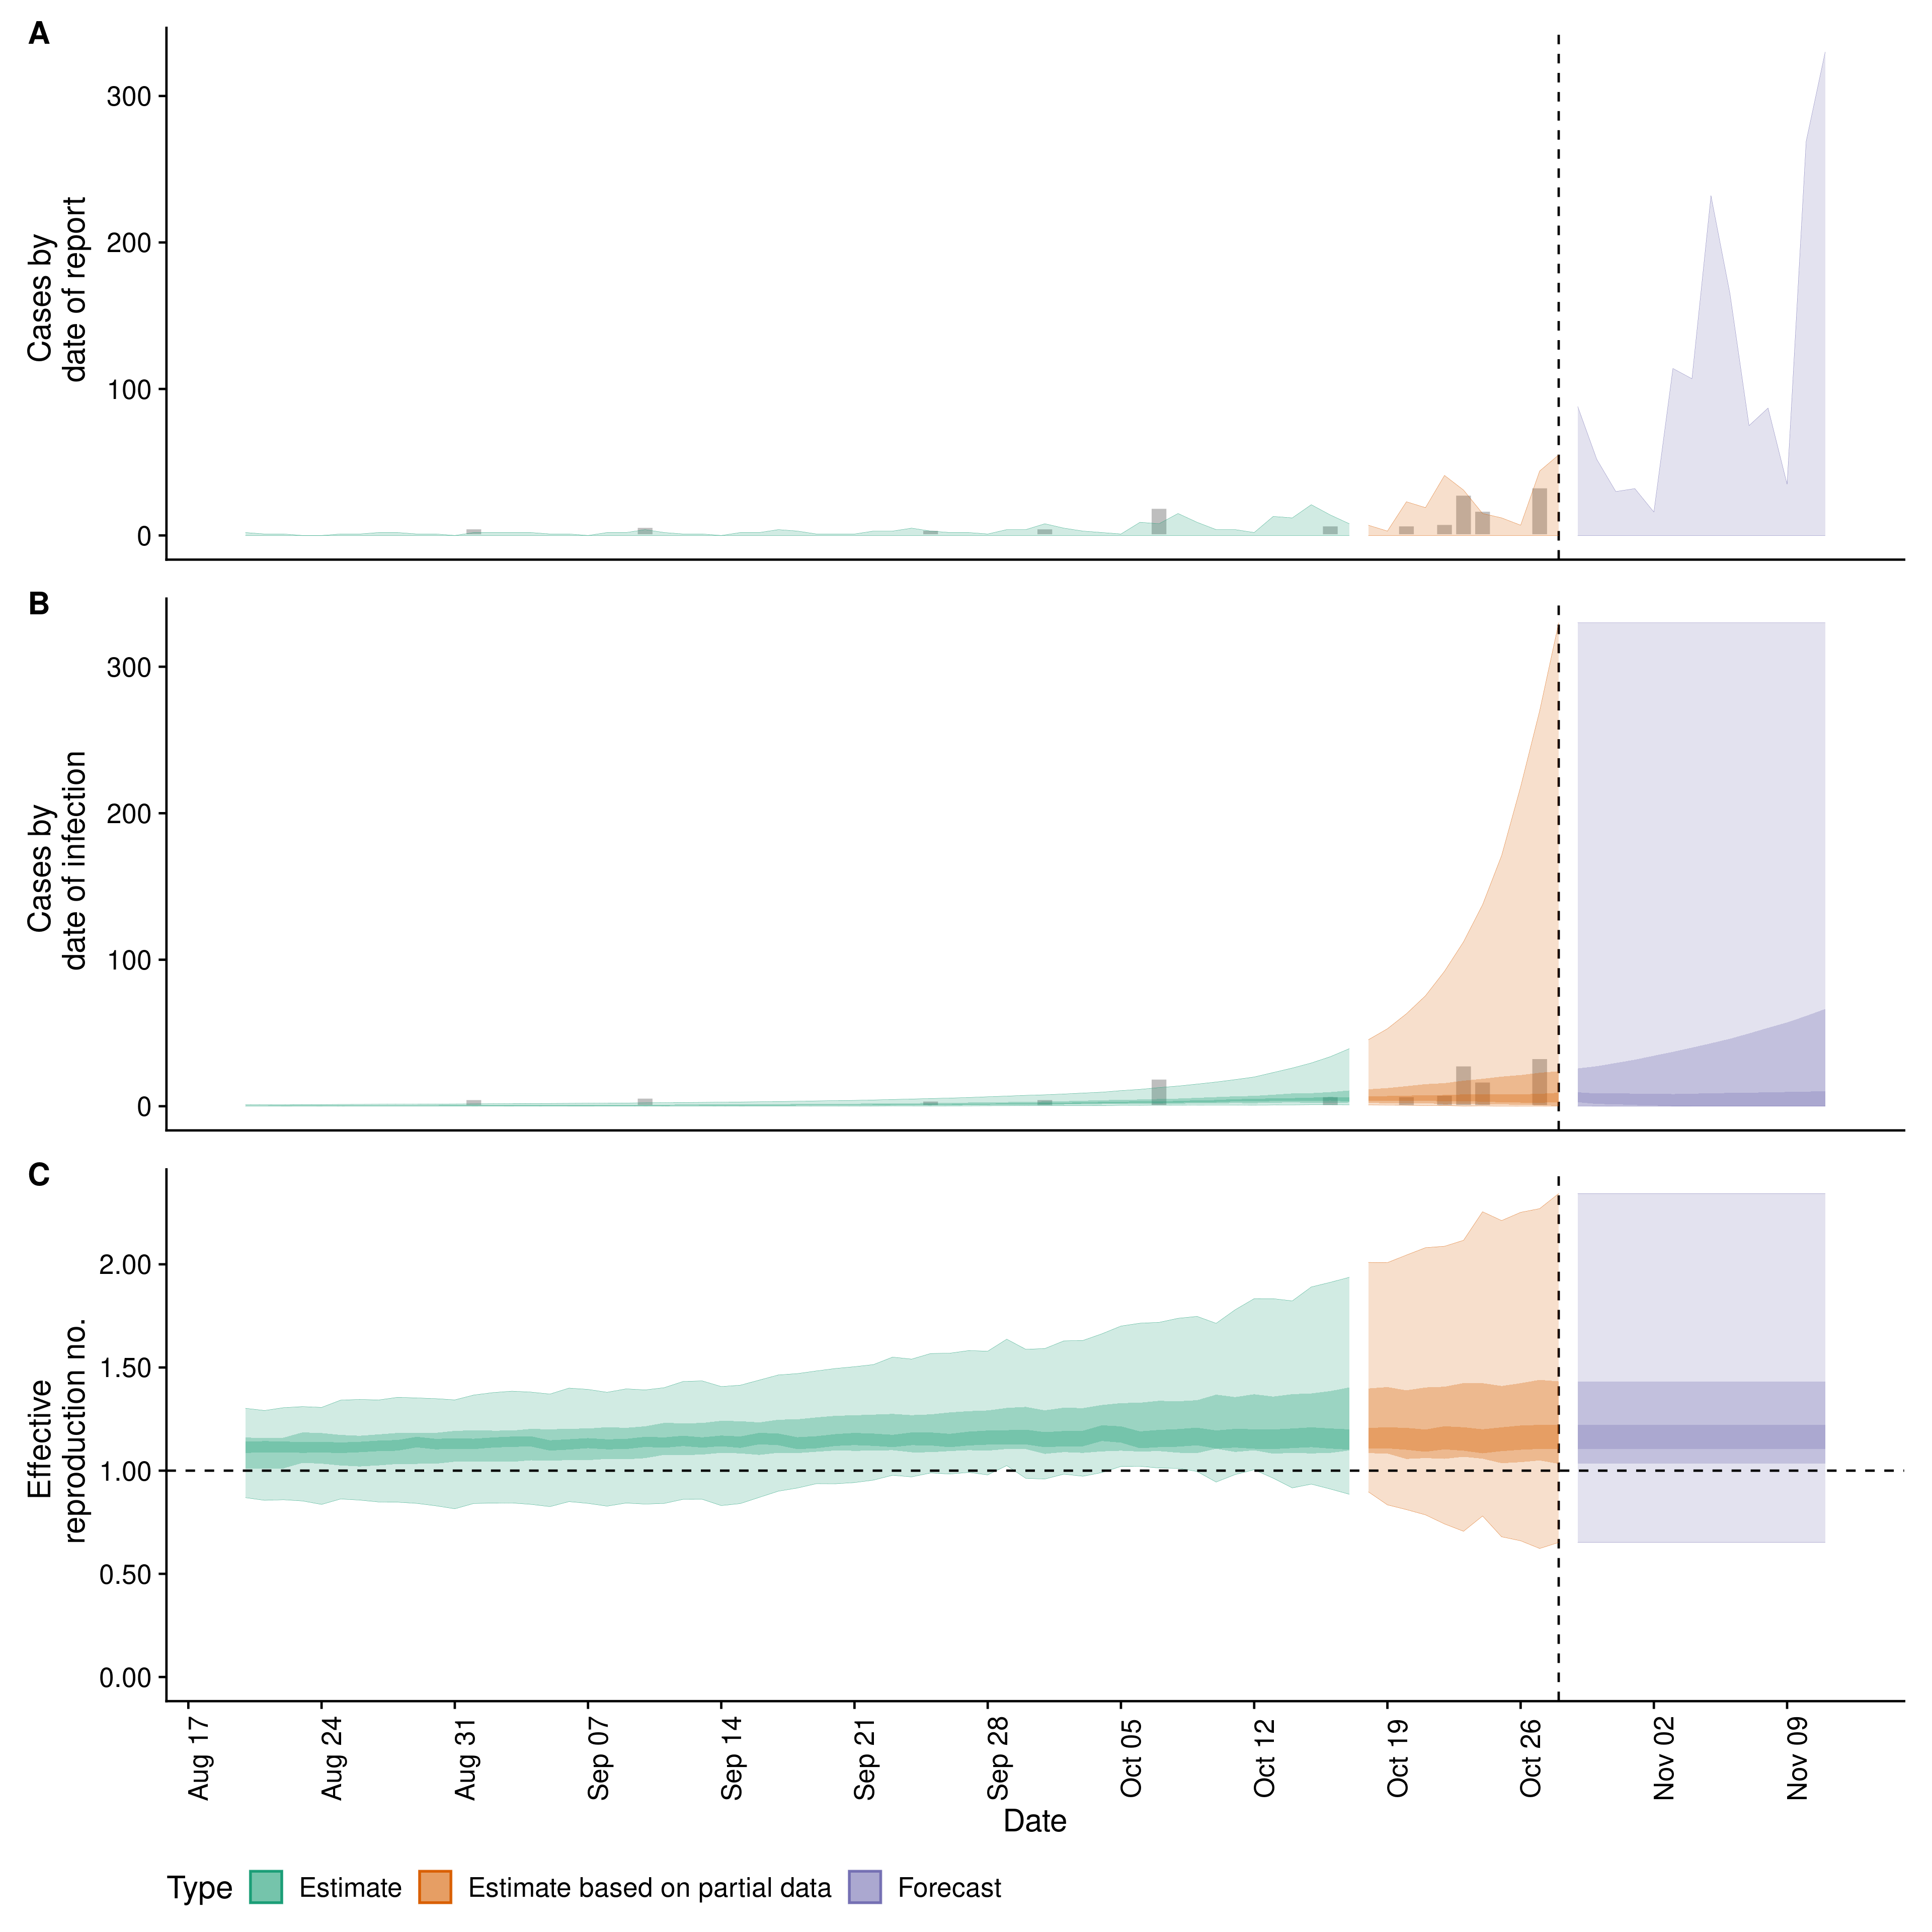 A
Cases by
date of report
300
200
100
0
B
Cases by
date of infection
300
200
100
0
C
Effective
reproduction no.
2.00
1.50
1.00
0.50
0.00
Aug 17
Aug 24
Aug 31
Sep 07
Sep 14
Sep 21
Sep 28
Oct 05
Oct 12
Oct 19
Oct 26
Nov 02
Nov 09
Date
Type Estimate Estimate based on partial data Forecast